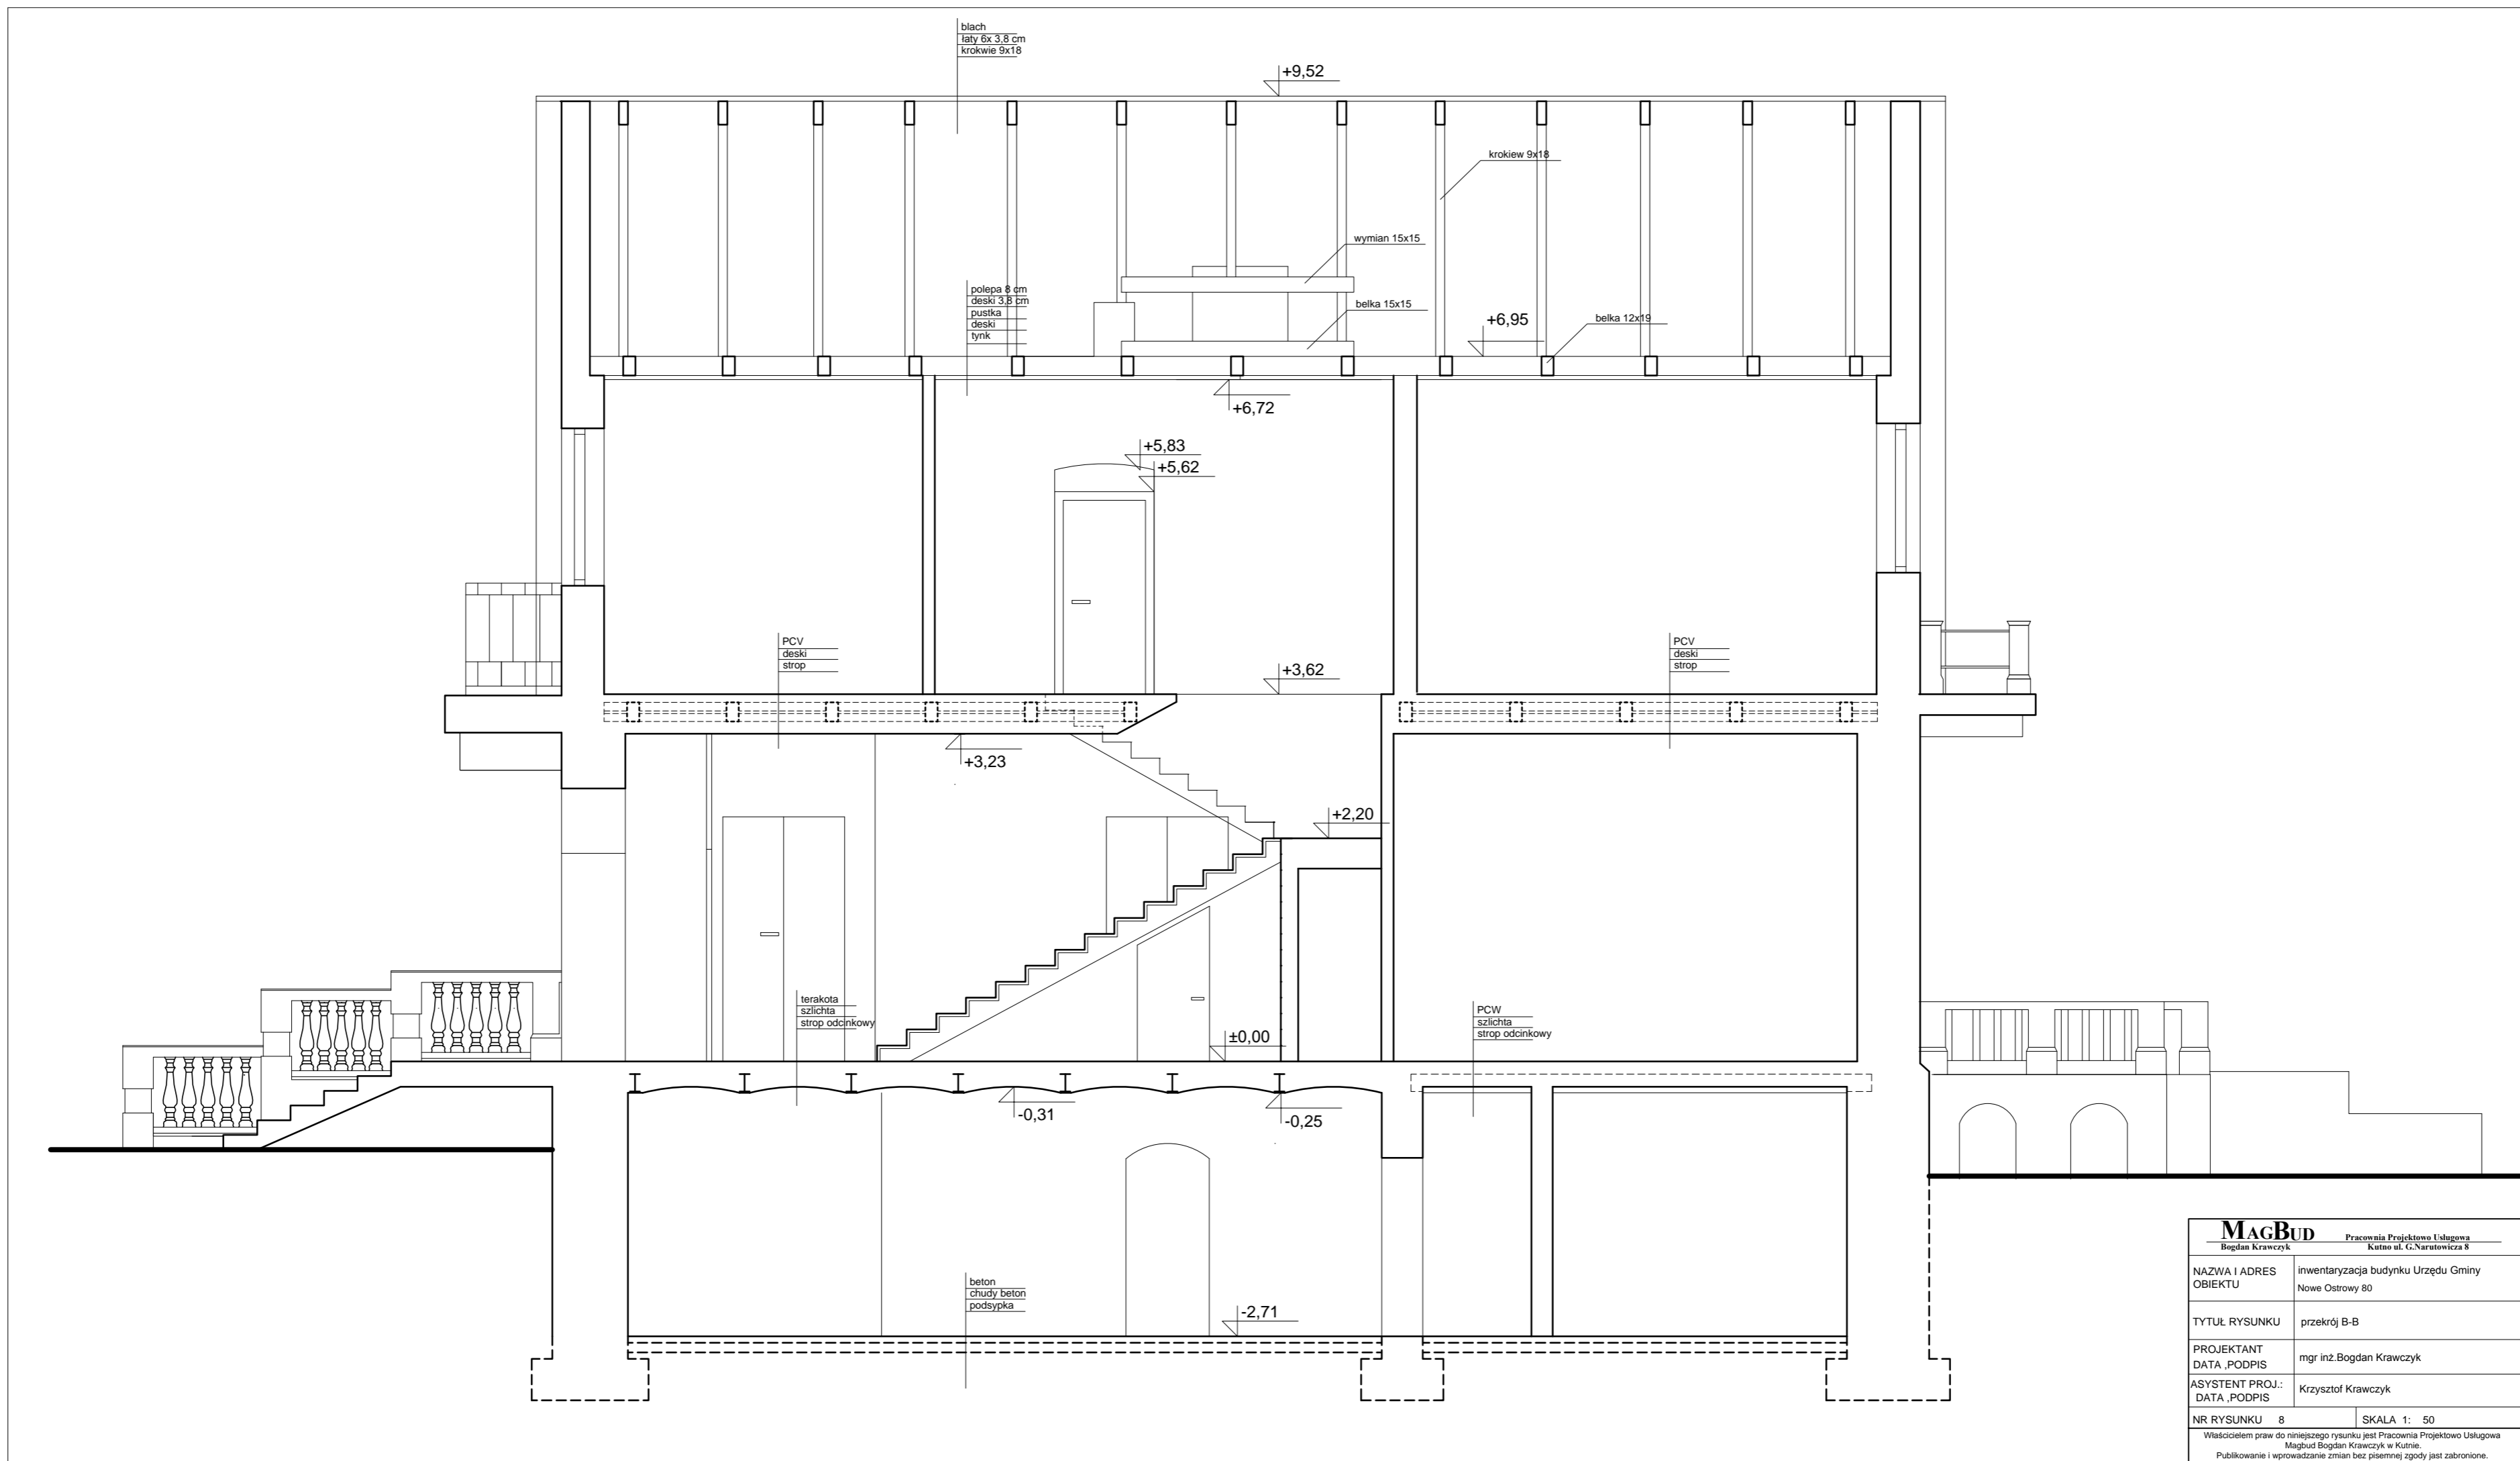 blach
łaty 6x 3,8 cm
krokwie 9x18
+9,52
krokiew 9x18
wymian 15x15
polepa 8 cm
deski 3,8 cm
pustka
deski
tynk
belka 15x15
+6,95
belka 12x19
+6,72
+5,83
+5,62
PCV
deski
strop
+3,62
PCV
deski
strop
+3,23
+2,20
terakota
szlichta
strop odcinkowy
±0,00
PCW
szlichta
strop odcinkowy
-0,31
-0,25
beton
chudy beton
podsypka
-2,71
MAGBUD Pracownia Projektowo Usługowa
Bogdan Krawczyk Kutno ul. G.Narutowicza 8
NAZWA I ADRES OBIEKTU
inwentaryzacja budynku Urzędu Gminy
Nowe Ostrowy 80
TYTUŁ RYSUNKU przekrój B-B
PROJEKTANT
DATA ,PODPIS
mgr inż.Bogdan Krawczyk
ASYSTENT PROJ.:
DATA ,PODPIS
Krzysztof Krawczyk
NR RYSUNKU 8 SKALA 1: 50
Właścicielem praw do niniejszego rysunku jest Pracownia Projektowo Usługowa
Magbud Bogdan Krawczyk w Kutnie.
Publikowanie i wprowadzanie zmian bez pisemnej zgody jast zabronione.